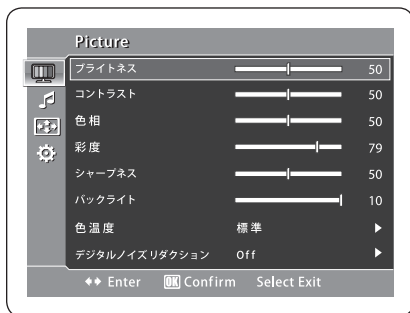 Picture
ブライトネス 50
コントラスト 50
色相 50
彩度 79
シャープネス 50
バックライト 10
色温度 標準
デジタルノイズリダクション Off
Enter OK Confirm Select Exit